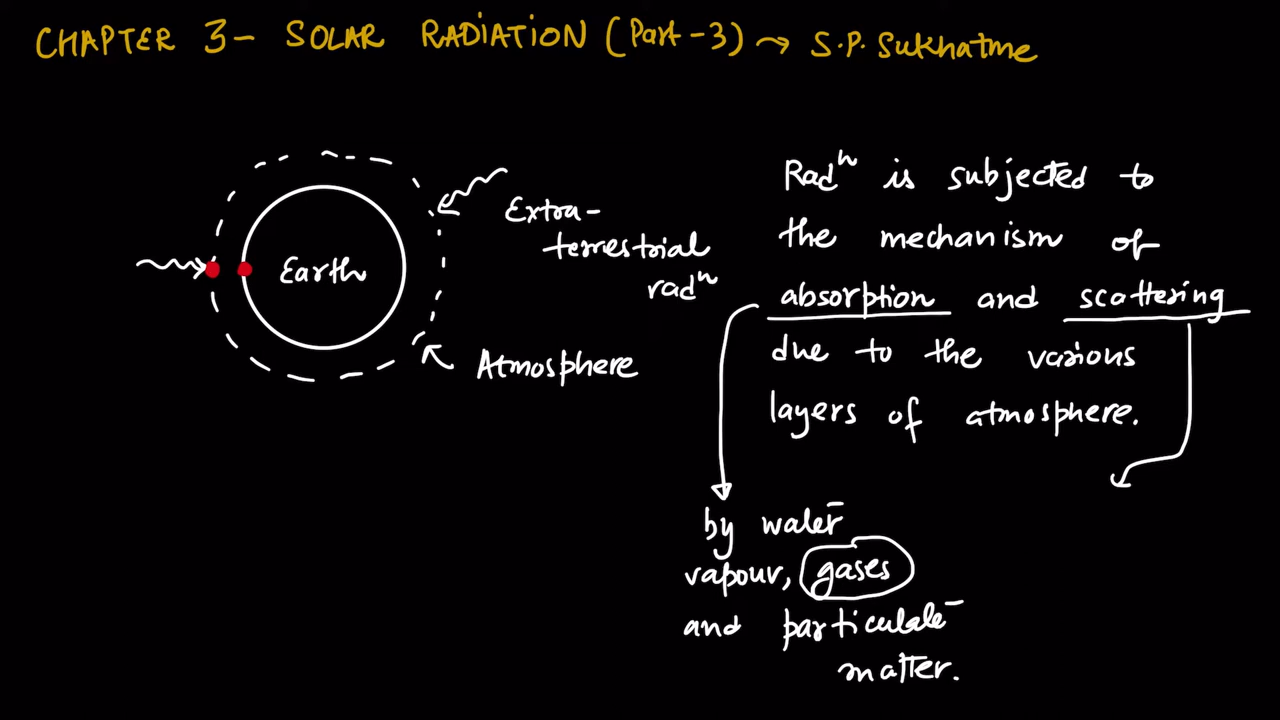 CHAPTER 3- SOLAR RADIATION (Part-3) → S.P. Sukhatme
Earth
Extra-
terrestrial
radⁿ
Atmosphere
Radⁿ is subjected to
the mechanism of
absorption and scattering
due to the various
layers of atmosphere.
by water
vapour, gases
and particulate
matter.